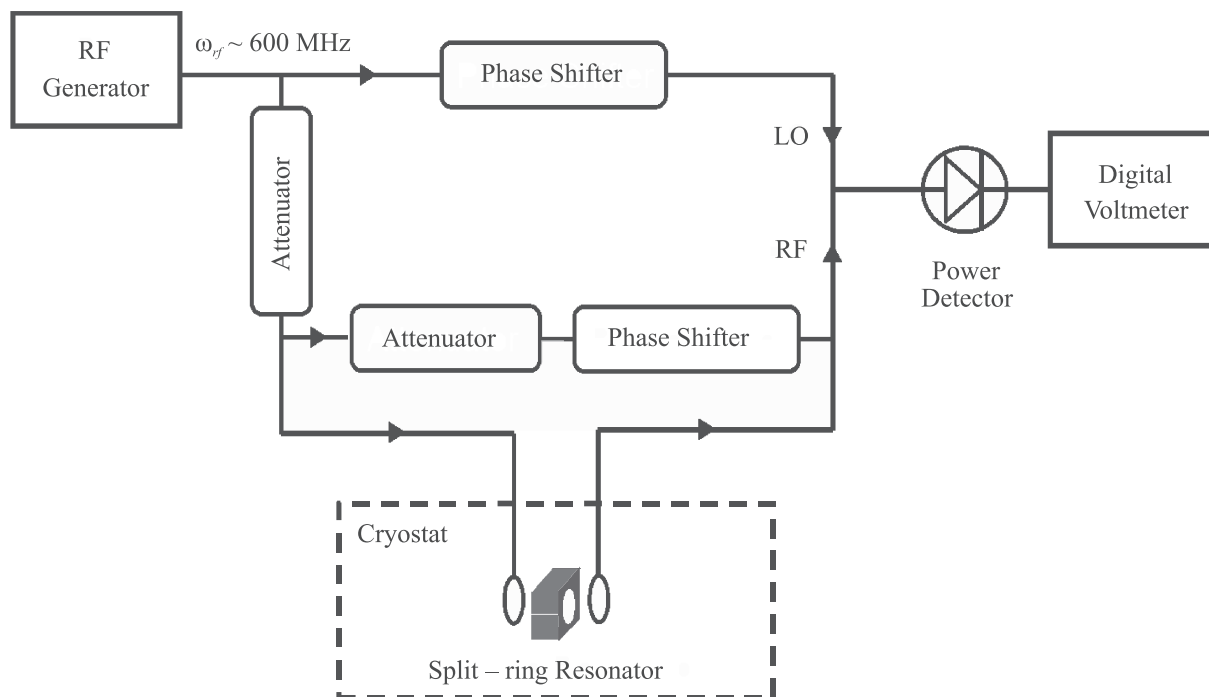 RF
Generator
ω_rf ~ 600 MHz
Phase Shifter
LO
Attenuator
Digital
Voltmeter
RF
Power
Detector
Attenuator
Phase Shifter
Cryostat
Split – ring Resonator